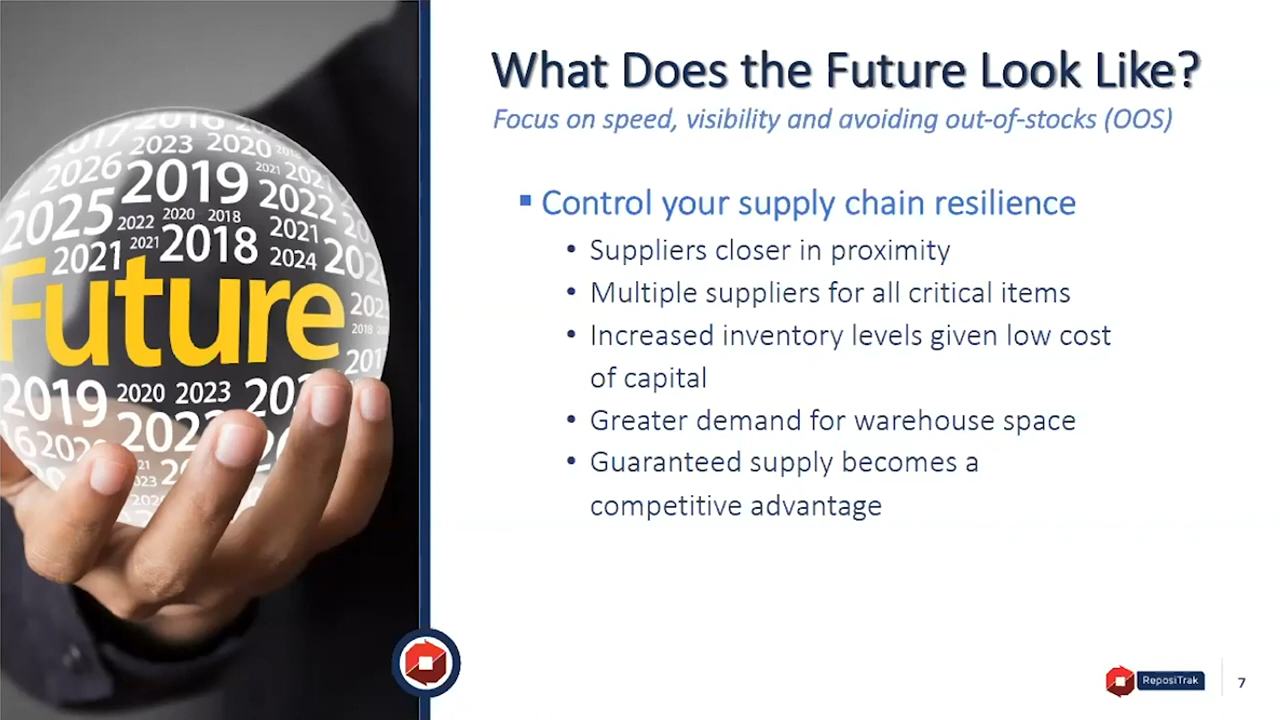 What Does the Future Look Like?
Focus on speed, visibility and avoiding out-of-stocks (OOS)
▪ Control your supply chain resilience
• Suppliers closer in proximity
• Multiple suppliers for all critical items
• Increased inventory levels given low cost
of capital
• Greater demand for warehouse space
• Guaranteed supply becomes a
competitive advantage
2016
2023 2020
2026 2019 2021
2025 2022 2020 2018 2022
2021 2021 2018 2021 2024
Future
2018
2019 2020 2023
ReposiTrak
7